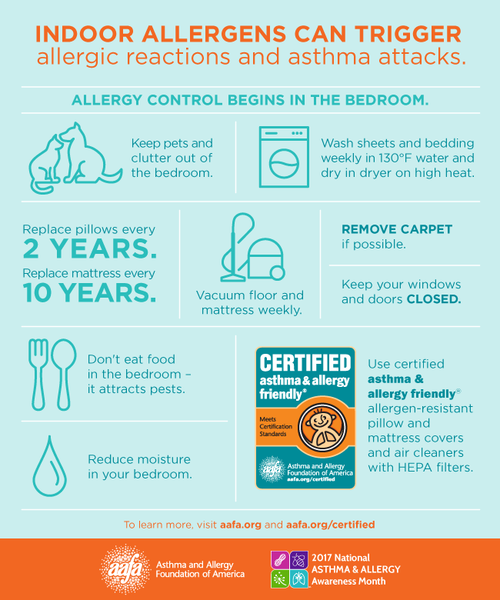 INDOOR ALLERGENS CAN TRIGGER
allergic reactions and asthma attacks.
ALLERGY CONTROL BEGINS IN THE BEDROOM.
Keep pets and
clutter out of
the bedroom.
Wash sheets and bedding
weekly in 130°F water and
dry in dryer on high heat.
Replace pillows every
2 YEARS.
Replace mattress every
10 YEARS.
Vacuum floor and
mattress weekly.
REMOVE CARPET
if possible.
Keep your windows
and doors CLOSED.
Don't eat food
in the bedroom –
it attracts pests.
Reduce moisture
in your bedroom.
CERTIFIED
asthma & allergy
friendly®
Meets
Certification
Standards
aafa
Asthma and Allergy
Foundation of America
aafa.org/certified
Use certified
asthma &
allergy friendly®
allergen-resistant
pillow and
mattress covers
and air cleaners
with HEPA filters.
To learn more, visit aafa.org and aafa.org/certified
aafa
Asthma and Allergy
Foundation of America
2017 National
ASTHMA & ALLERGY
Awareness Month